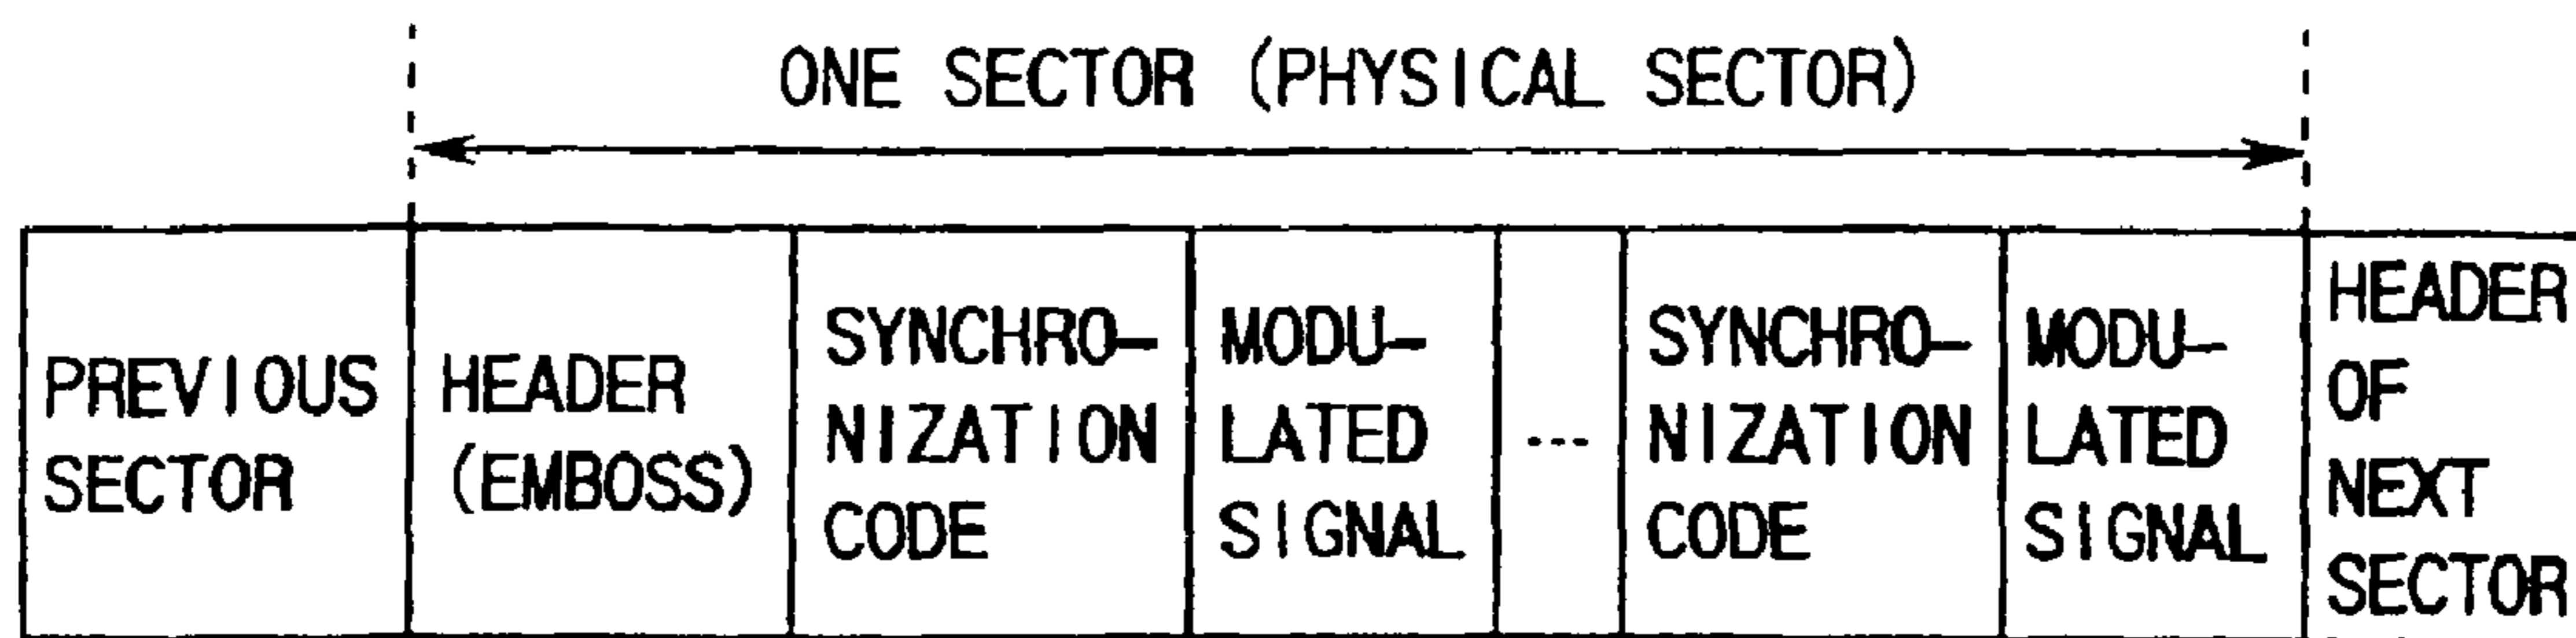 ONE SECTOR (PHYSICAL SECTOR)
PREVIOUS
SECTOR
HEADER
(EMBOSS)
SYNCHRO-
NIZATION
CODE
MODU-
LATED
SIGNAL
---
SYNCHRO-
NIZATION
CODE
MODU-
LATED
SIGNAL
HEADER
OF
NEXT
SECTOR